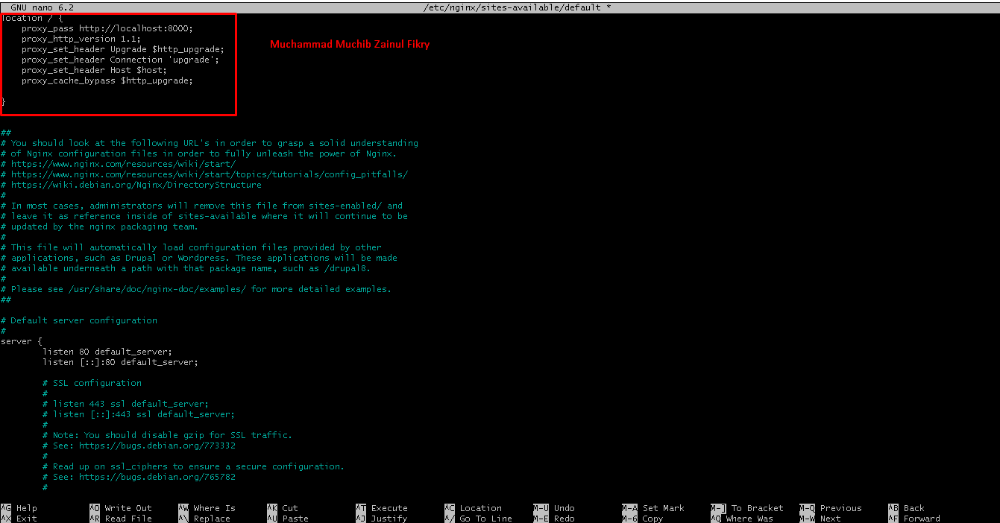 GNU nano 6.2 /etc/nginx/sites-available/default *
location / {
    proxy_pass http://localhost:8000;
    proxy_http_version 1.1;
    proxy_set_header Upgrade $http_upgrade;
    proxy_set_header Connection 'upgrade';
    proxy_set_header Host $host;
    proxy_cache_bypass $http_upgrade;
}
Muchammad Muchib Zainul Fikry
##
# You should look at the following URL's in order to grasp a solid understanding
# of Nginx configuration files in order to fully unleash the power of Nginx.
# https://www.nginx.com/resources/wiki/start/
# https://www.nginx.com/resources/wiki/start/topics/tutorials/config_pitfalls/
# https://wiki.debian.org/Nginx/DirectoryStructure
#
# In most cases, administrators will remove this file from sites-enabled/ and
# leave it as reference inside of sites-available where it will continue to be
# updated by the nginx packaging team.
#
# This file will automatically load configuration files provided by other
# applications, such as Drupal or Wordpress. These applications will be made
# available underneath a path with that package name, such as /drupal8.
#
# Please see /usr/share/doc/nginx-doc/examples/ for more detailed examples.
##
# Default server configuration
#
server {
        listen 80 default_server;
        listen [::]:80 default_server;
        # SSL configuration
        #
        # listen 443 ssl default_server;
        # listen [::]:443 ssl default_server;
        #
        # Note: You should disable gzip for SSL traffic.
        # See: https://bugs.debian.org/773332
        #
        # Read up on ssl_ciphers to ensure a secure configuration.
        # See: https://bugs.debian.org/765782
        #
^G Help ^O Write Out ^W Where Is ^K Cut ^T Execute ^C Location M-U Undo M-A Set Mark M-] To Bracket M-Q Previous ^B Back
^X Exit ^R Read File ^\ Replace ^U Paste ^J Justify ^/ Go To Line M-E Redo M-6 Copy ^Q Where Was M-W Next ^F Forward